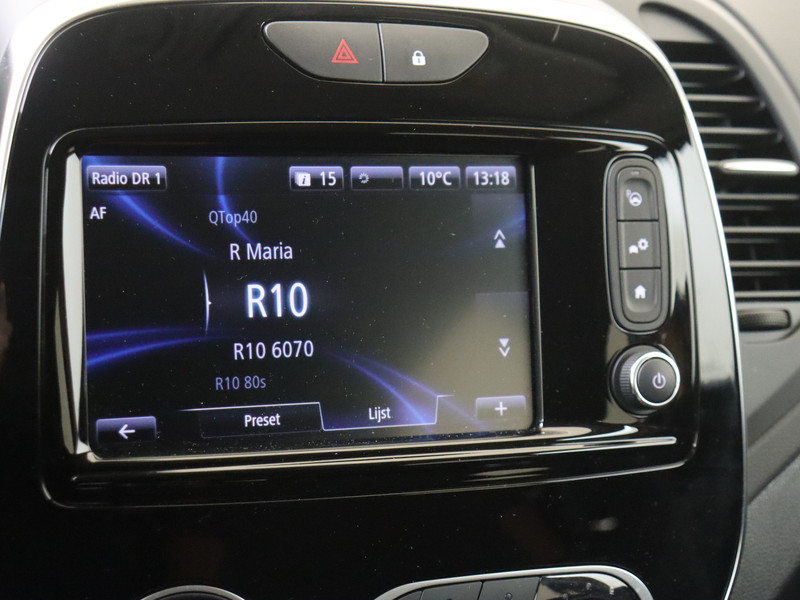 Radio DR 1
i 15
10°C
13:18
AF
QTop40
R Maria
R10
R10 6070
R10 80s
Preset
Lijst
+